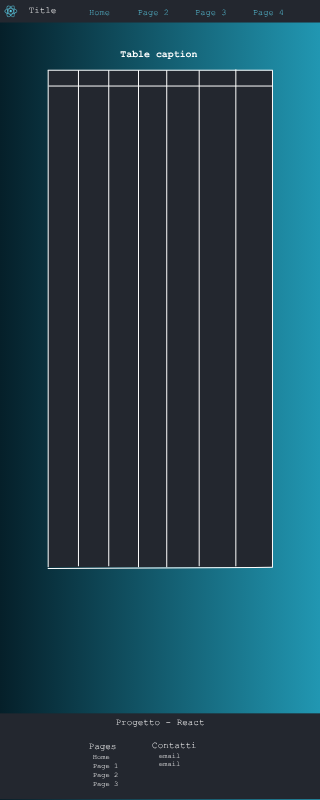 Title Home Page 2 Page 3 Page 4
Table caption
Progetto - React
Pages Contatti
Home email
Page 1 email
Page 2
Page 3